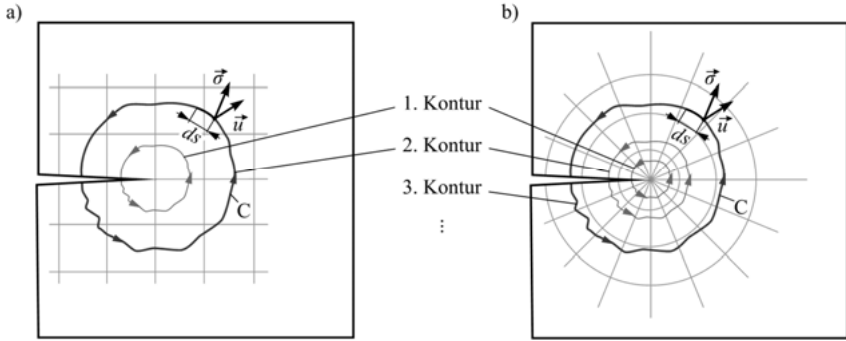 a)
b)
σ⃗
u⃗
ds
C
1. Kontur
2. Kontur
3. Kontur
⋮
σ⃗
u⃗
ds
C